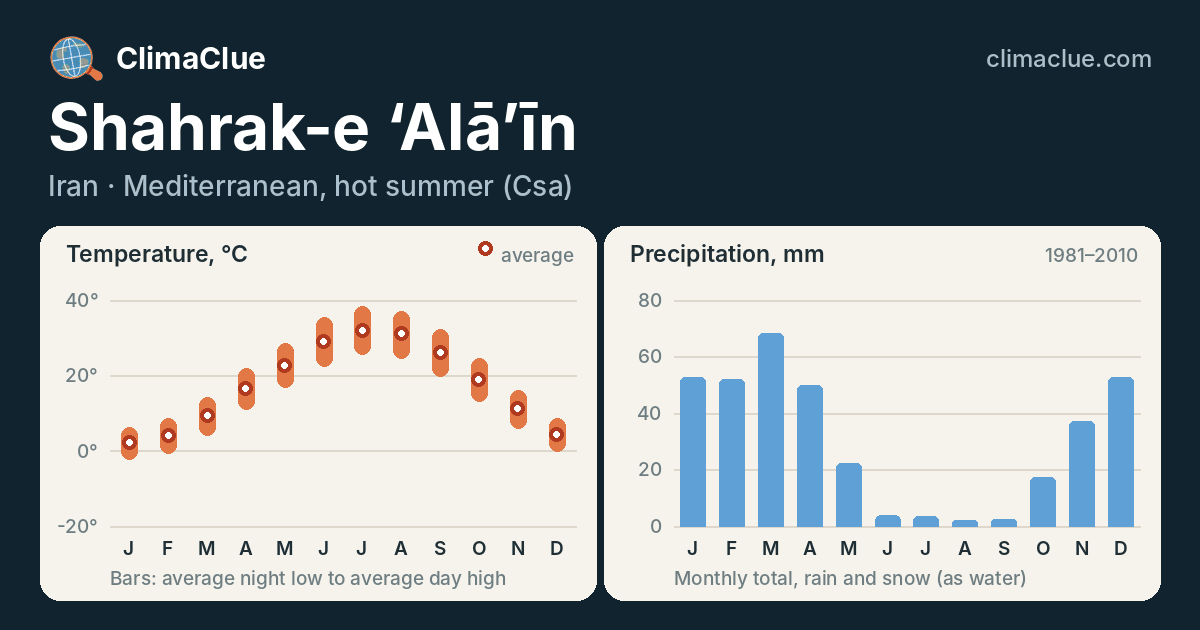 ClimaClue
climaclue.com
Shahrak-e ‘Alā’īn
Iran · Mediterranean, hot summer (Csa)
Temperature, °C
average
40°
20°
0°
-20°
J F M A M J J A S O N D
Bars: average night low to average day high
Precipitation, mm
1981–2010
80
60
40
20
0
J F M A M J J A S O N D
Monthly total, rain and snow (as water)